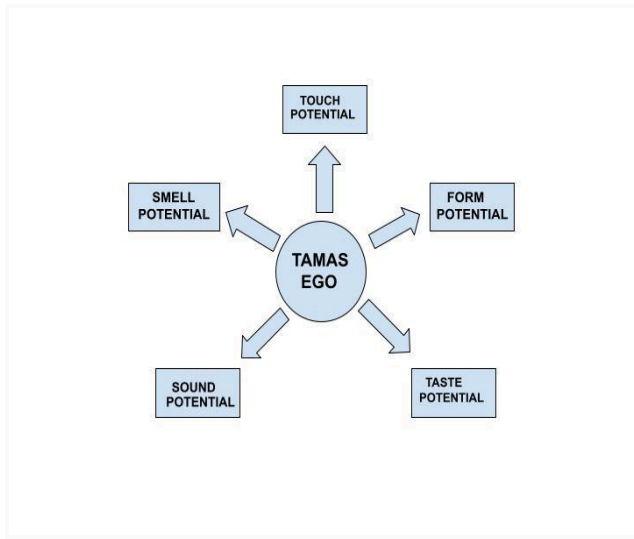 TOUCH
POTENTIAL
SMELL
POTENTIAL
FORM
POTENTIAL
TAMAS
EGO
SOUND
POTENTIAL
TASTE
POTENTIAL